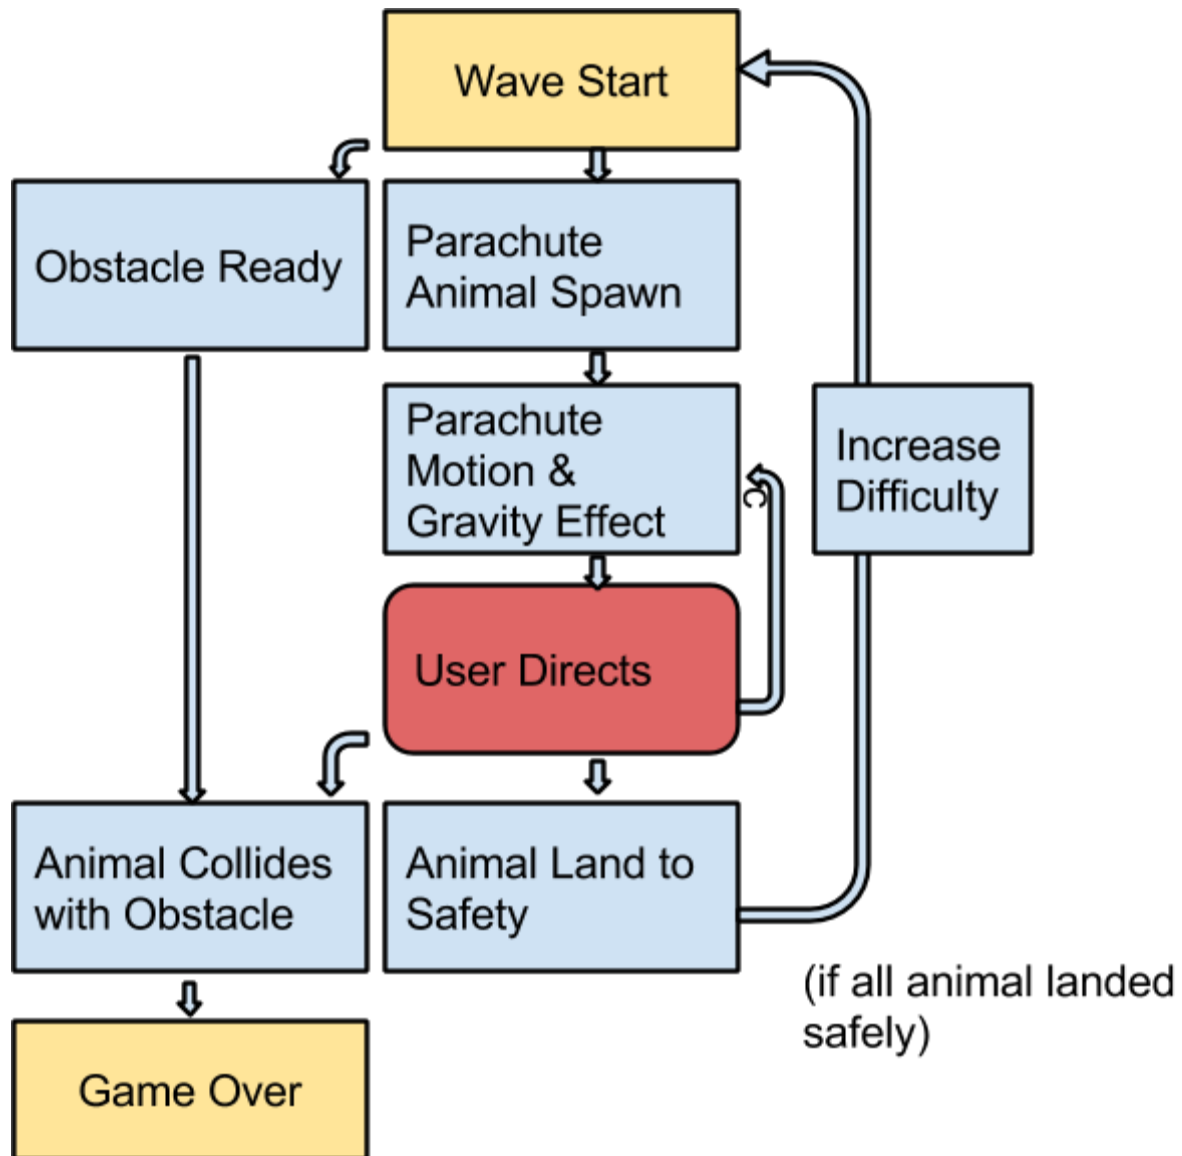 Wave Start
Obstacle Ready
Parachute
Animal Spawn
Parachute
Motion &
Gravity Effect
Increase
Difficulty
C
User Directs
Animal Collides
with Obstacle
Animal Land to
Safety
(if all animal landed
safely)
Game Over